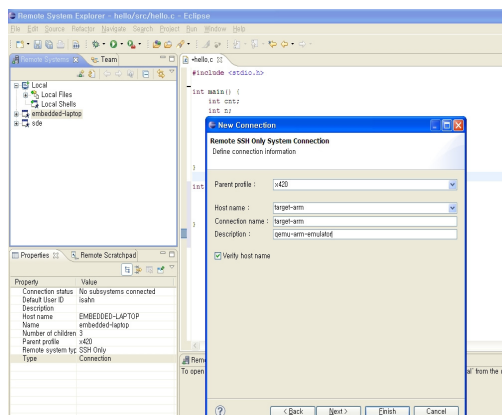 Remote System Explorer - hello/src/hello.c - Eclipse
File Edit Source Refactor Navigate Search Project Run Window Help
Remote Systems Team
Local
Local Files
Local Shells
embedded-laptop
sde
*hello.c
#include <stdio.h>
int main() {
int cnt;
int n;
}
int
}
New Connection
Remote SSH Only System Connection
Define connection information
Parent profile : x420
Host name : target-arm
Connection name : target-arm
Description : qemu-arm-emulator
Verify host name
< Back Next > Finish Cancel
Properties Remote Scratchpad
Property Value
Connection status No subsystems connected
Default User ID isahn
Description
Host name EMBEDDED-LAPTOP
Name embedded-laptop
Number of children 3
Parent profile x420
Remote system typ SSH Only
Type Connection
Remo
To open
al' from the